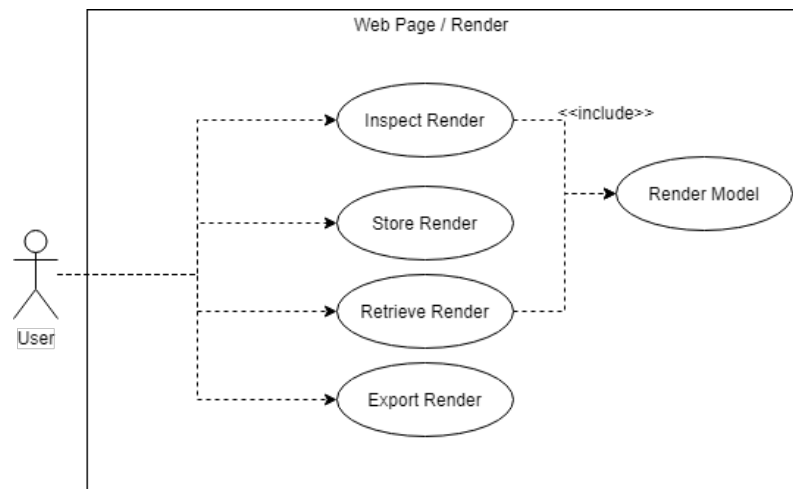 Web Page / Render
Inspect Render
<<include>>
Render Model
Store Render
Retrieve Render
User
Export Render